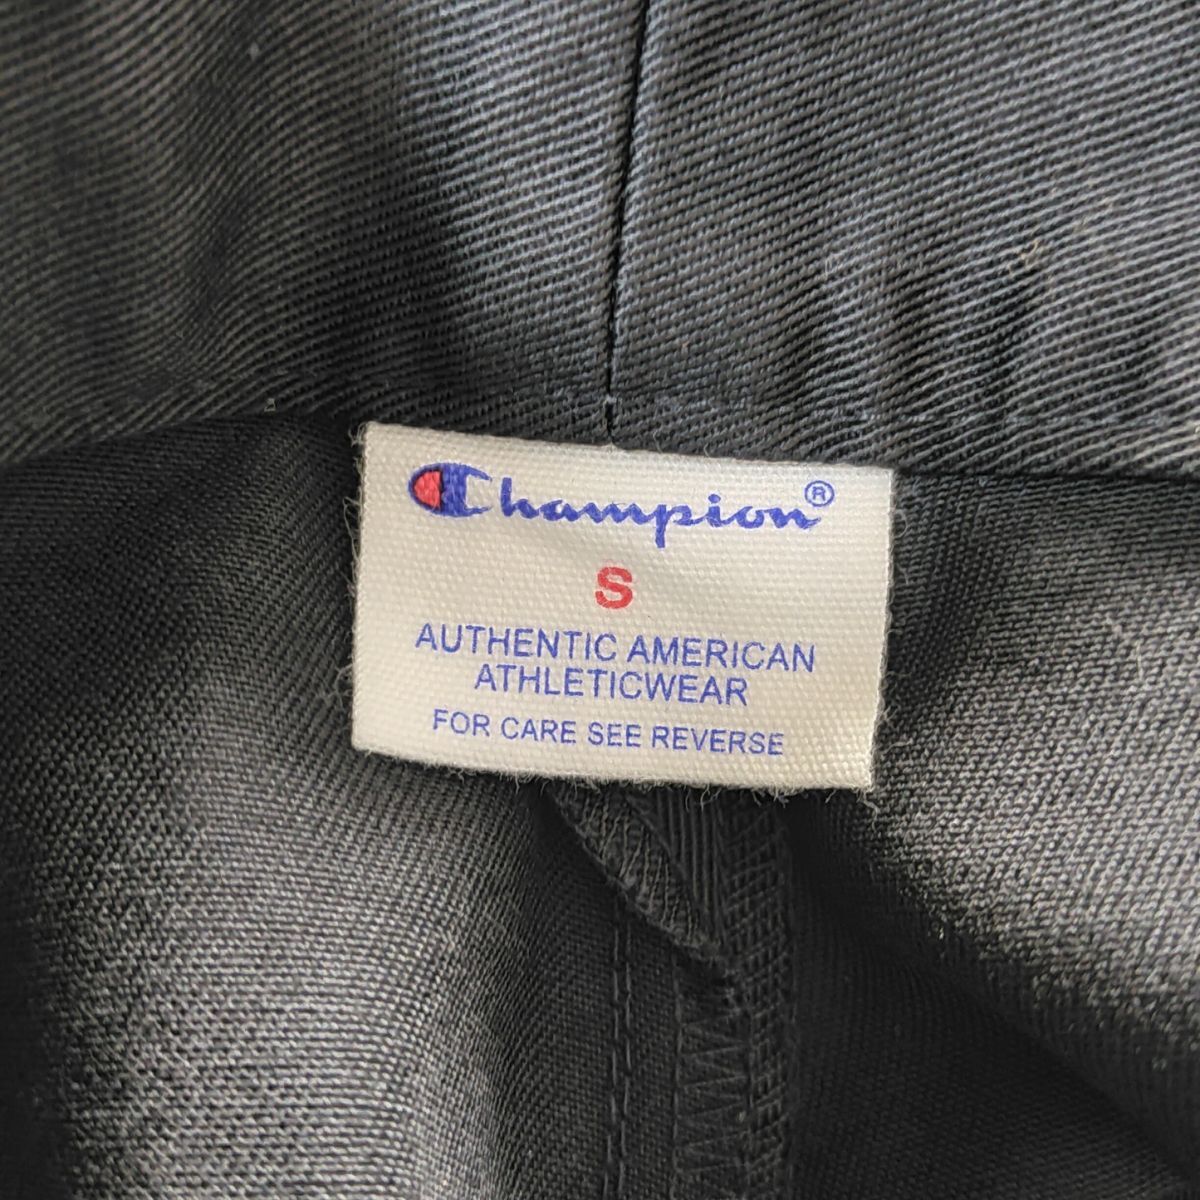 Champion®
S
AUTHENTIC AMERICAN
ATHLETICWEAR
FOR CARE SEE REVERSE